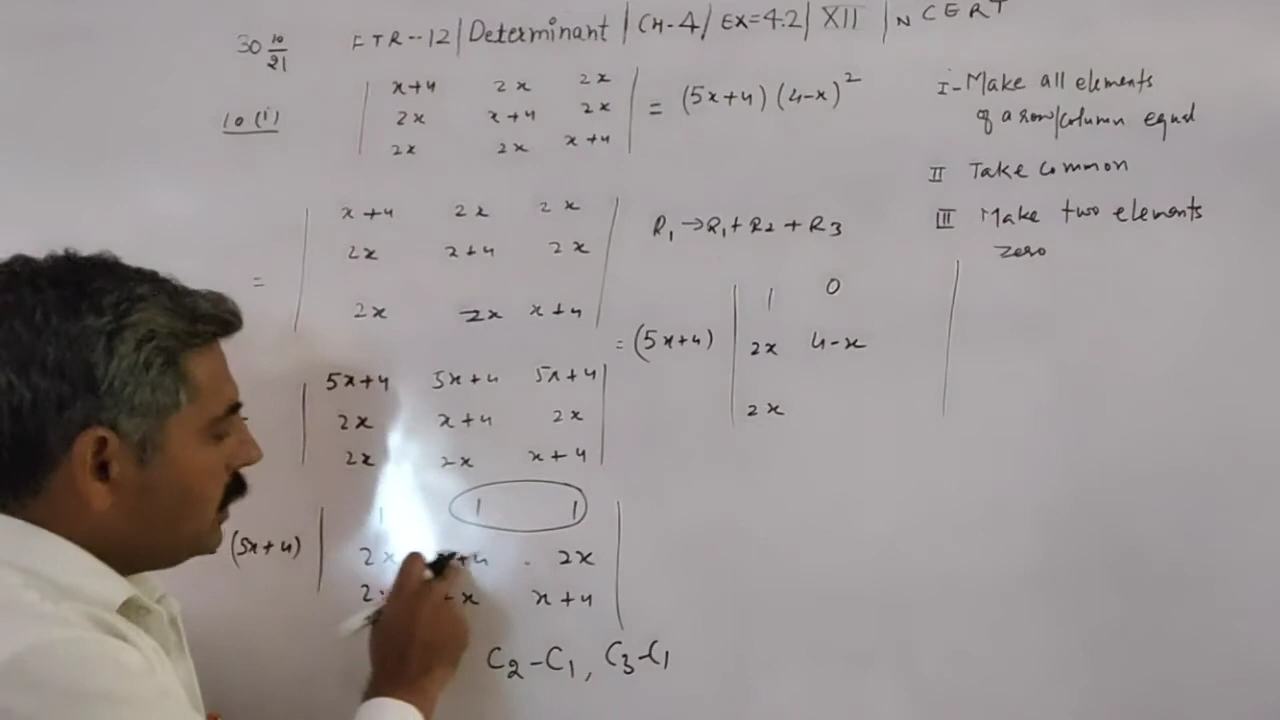 30 10/21 FTR-12 | Determinant | CH-4 / EX=4.2 | XII | NCERT
10(i)
| x+4 2x 2x |
| 2x x+4 2x |
| 2x 2x x+4 |
= (5x+4) (4-x)²
I- Make all elements
of a row/column equal
II Take Common
III Make two elements
zero
=
| x+4 2x 2x |
| 2x x+4 2x |
| 2x 2x x+4 |
R₁→R₁+R₂+R₃
| 5x+4 5x+4 5x+4 |
| 2x x+4 2x |
| 2x 2x x+4 |
(5x+4)
| 1 1 1 |
| 2x x+4 2x |
x x+4 |
C₂-C₁, C₃-C₁
= (5x+4)
| 1 0
| 2x 4-x
| 2x